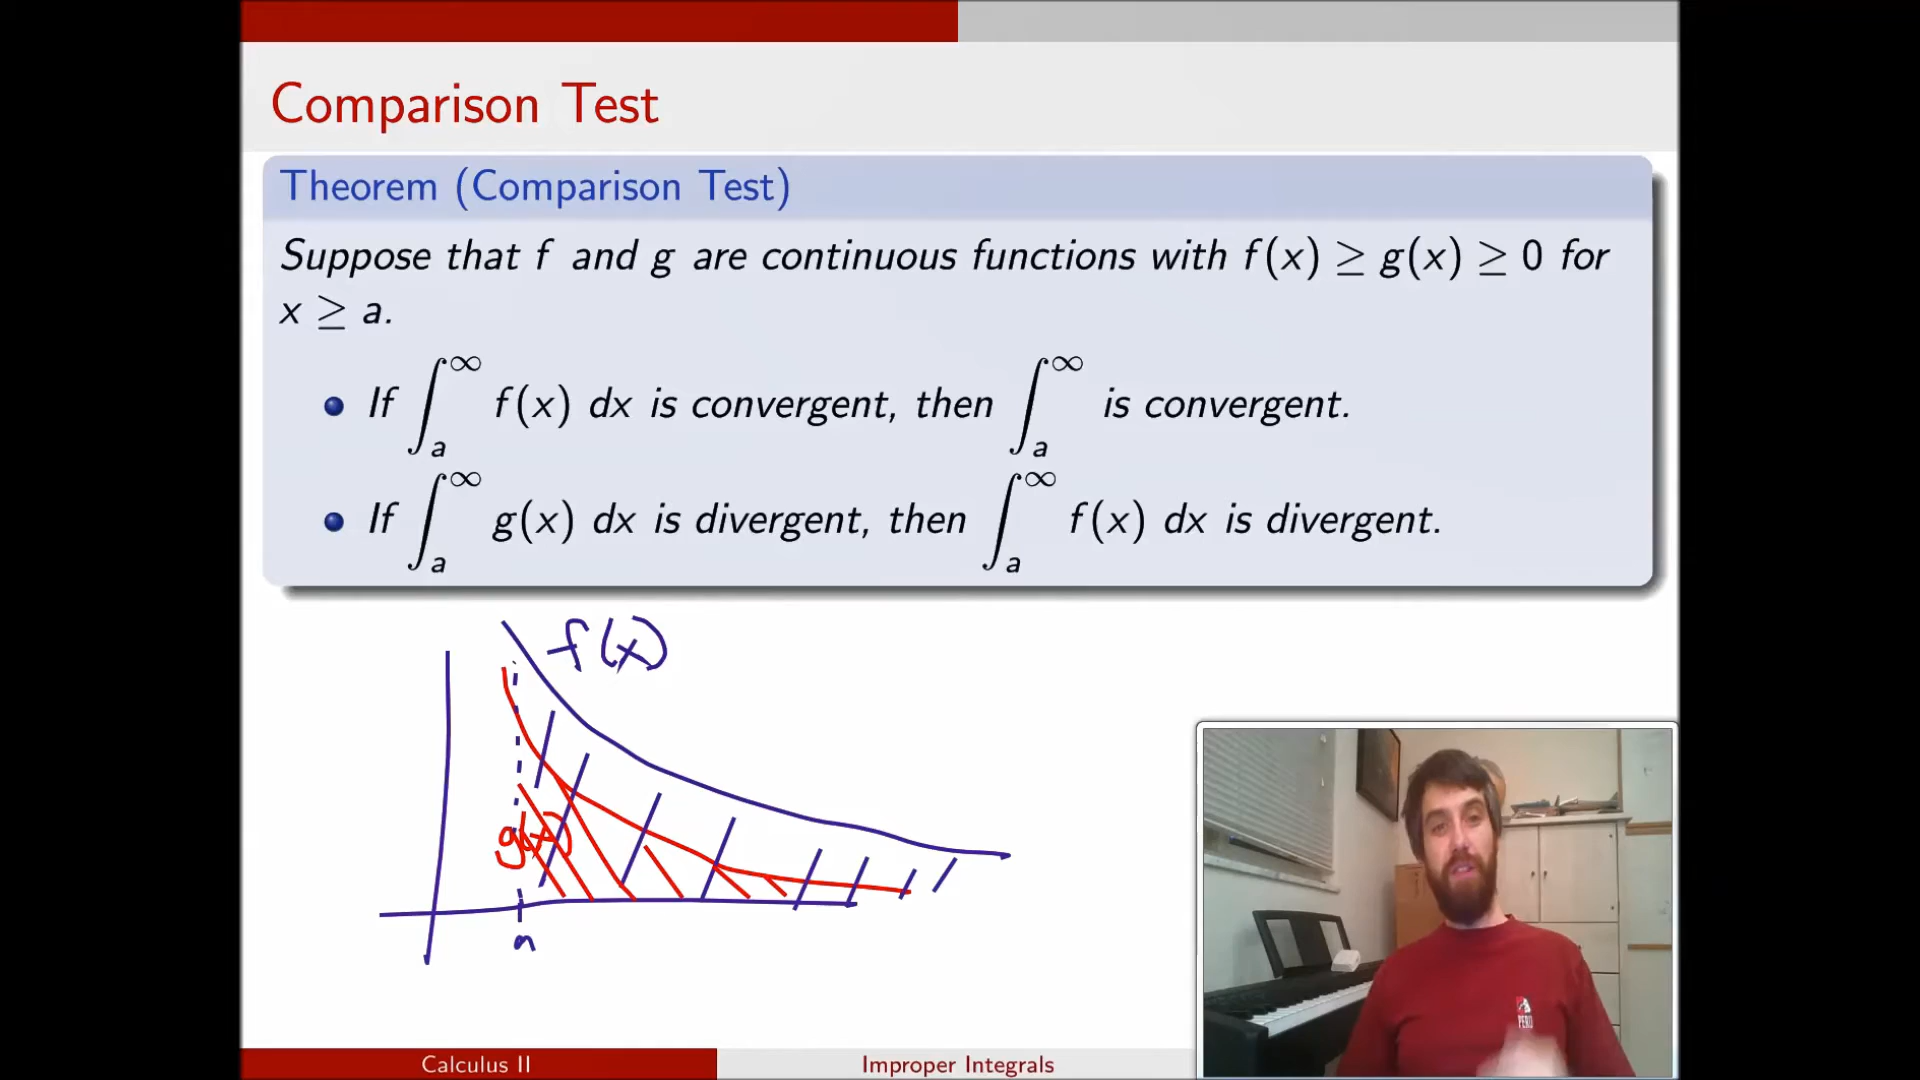 Comparison Test
Theorem (Comparison Test)
Suppose that f and g are continuous functions with f(x) ≥ g(x) ≥ 0 for
x ≥ a.
If ∫_a^∞ f(x) dx is convergent, then ∫_a^∞ is convergent.
If ∫_a^∞ g(x) dx is divergent, then ∫_a^∞ f(x) dx is divergent.
f(x)
g(x)
a
PERU
Calculus II
Improper Integrals